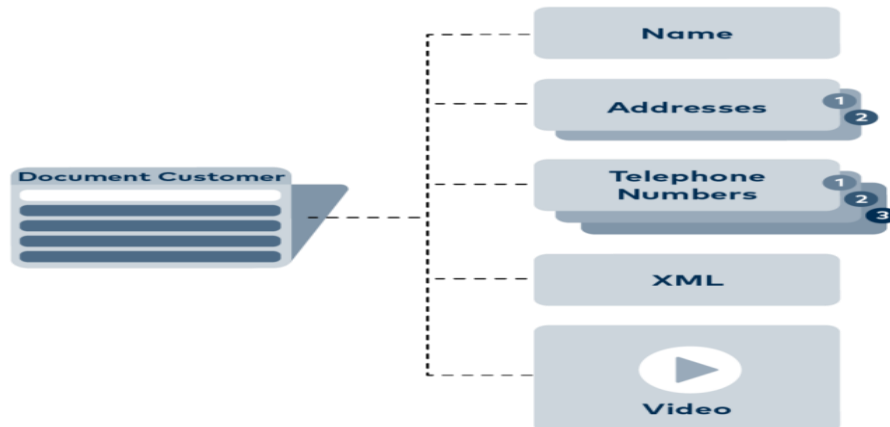 Document Customer
Name
Addresses
1
2
Telephone
Numbers
1
2
3
XML
Video